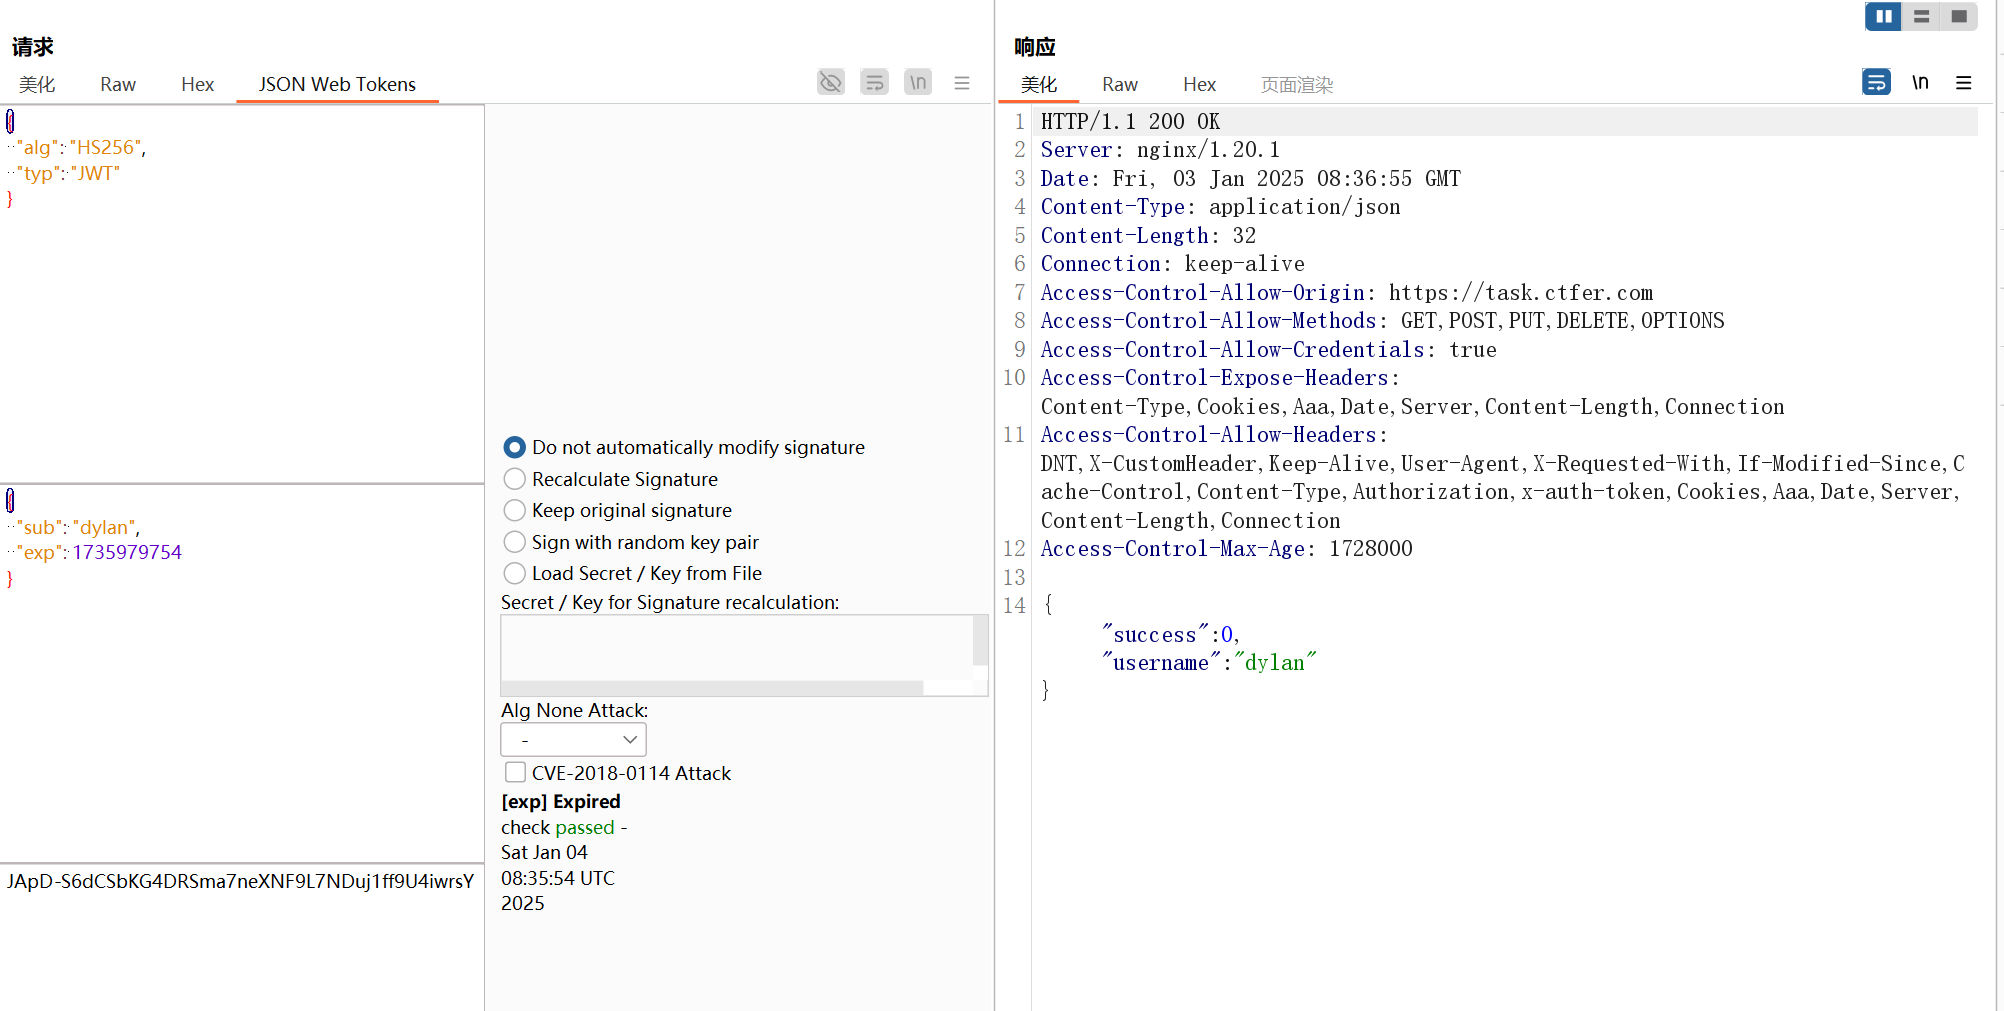 请求
美化 Raw Hex JSON Web Tokens \n
{
"alg": "HS256",
"typ": "JWT"
}
{
"sub": "dylan",
"exp": 1735979754
}
JApD-S6dCSbKG4DRSma7neXNF9L7NDuj1ff9U4iwrsY
Do not automatically modify signature
Recalculate Signature
Keep original signature
Sign with random key pair
Load Secret / Key from File
Secret / Key for Signature recalculation:
Alg None Attack:
-
CVE-2018-0114 Attack
[exp] Expired
check passed -
Sat Jan 04
08:35:54 UTC
2025
响应
美化 Raw Hex 页面渲染 \n
1 HTTP/1.1 200 OK
2 Server: nginx/1.20.1
3 Date: Fri, 03 Jan 2025 08:36:55 GMT
4 Content-Type: application/json
5 Content-Length: 32
6 Connection: keep-alive
7 Access-Control-Allow-Origin: https://task.ctfer.com
8 Access-Control-Allow-Methods: GET,POST,PUT,DELETE,OPTIONS
9 Access-Control-Allow-Credentials: true
10 Access-Control-Expose-Headers:
Content-Type,Cookies,Aaa,Date,Server,Content-Length,Connection
11 Access-Control-Allow-Headers:
DNT,X-CustomHeader,Keep-Alive,User-Agent,X-Requested-With,If-Modified-Since,C
ache-Control,Content-Type,Authorization,x-auth-token,Cookies,Aaa,Date,Server,
Content-Length,Connection
12 Access-Control-Max-Age: 1728000
13
14 {
"success":0,
"username":"dylan"
}